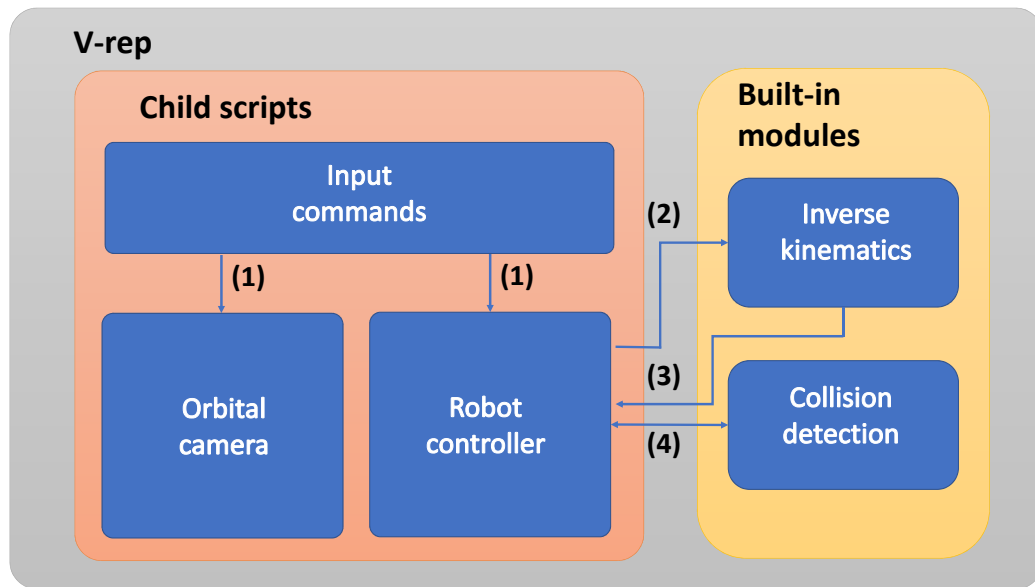 V-rep
Child scripts
Input
commands
(1)
(1)
Orbital
camera
Robot
controller
(2)
(3)
(4)
Built-in
modules
Inverse
kinematics
Collision
detection